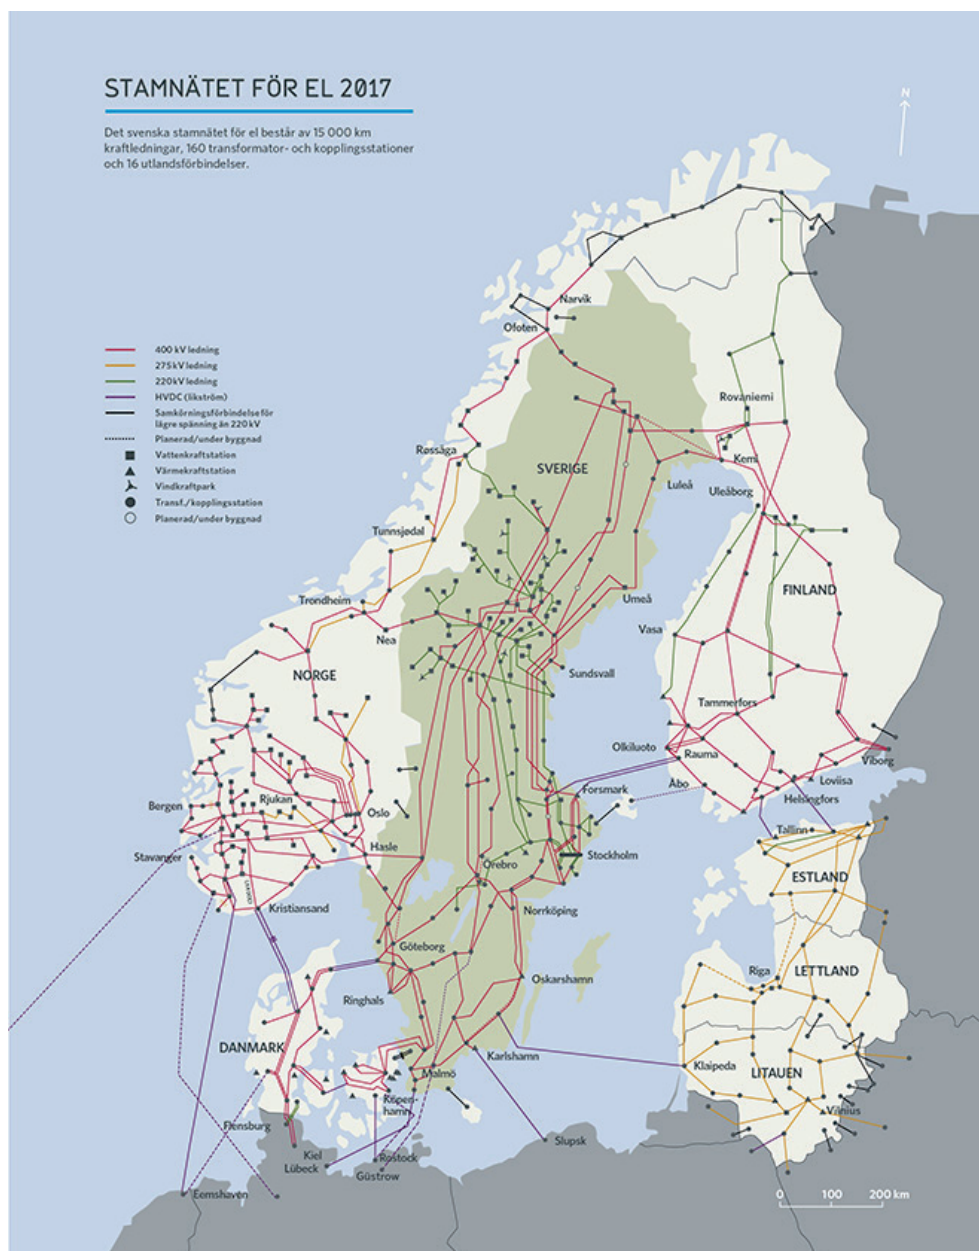 STAMNÄTET FÖR EL 2017
Det svenska stamnätet för el består av 15 000 km
kraftledningar, 160 transformator- och kopplingsstationer
och 16 utlandsförbindelser.
N
400 kV ledning
275 kV ledning
220 kV ledning
HVDC (likström)
Samkörningsförbindelse för
lägre spänning än 220 kV
Planerad/under byggnad
Vattenkraftstation
Värmekraftstation
Vindkraftpark
Transf./kopplingsstation
Planerad/under byggnad
Narvik
Ofoten
Rovaniemi
Røssåga
SVERIGE
Kemi
Luleå
Uleåborg
Tunnsjødal
FINLAND
Trondheim
Umeå
Nea
Vasa
NORGE
Sundsvall
Tammerfors
Olkiluoto
Rauma
Viborg
Loviisa
Åbo
Forsmark
Helsingfors
Bergen
Rjukan
Oslo
Tallinn
Hasle
Stavanger
Örebro
Stockholm
ESTLAND
Kristiansand
Norrköping
Göteborg
Riga
LETTLAND
Oskarshamn
Ringhals
DANMARK
Karlshamn
Klaipeda
LITAUEN
Malmö
Köpen-
hamn
Vilnius
Flensburg
Slupsk
Kiel
Lübeck
Rostock
Güstrow
Eemshaven
0 100 200 km